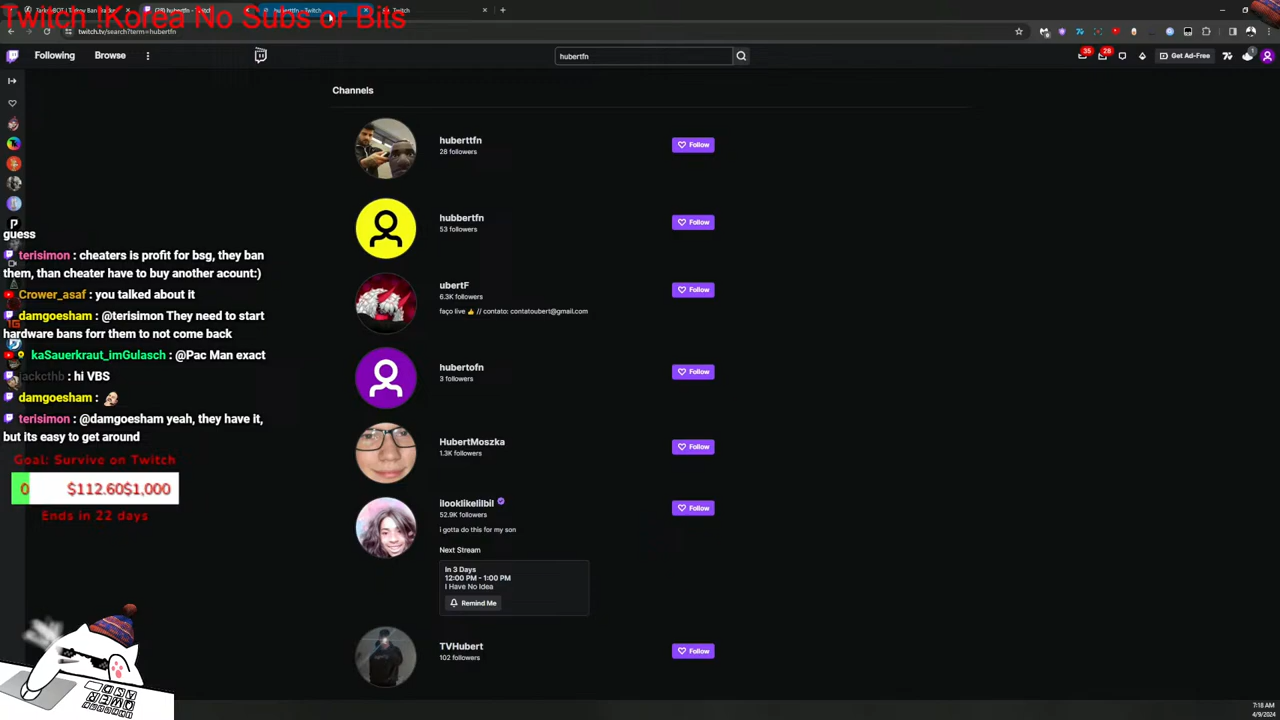 Twitch !Korea No Subs or Bits
twitch.tv/search?term=hubertfn
Following
Browse
hubertfn
35
28
Get Ad-Free
1
Channels
huberttfn
28 followers
Follow
hubbertfn
53 followers
Follow
ubertF
6.3K followers
faço live 👍 // contato: contatoubert@gmail.com
Follow
hubertofn
3 followers
Follow
HubertMoszka
1.3K followers
Follow
ilooklikelilbil
52.9K followers
i gotta do this for my son
Follow
Next Stream
In 3 Days
12:00 PM - 1:00 PM
I Have No Idea
Remind Me
TVHubert
102 followers
Follow
guess
terisimon : cheaters is profit for bsg, they ban
them, than cheater have to buy another acount:)
Crower_asaf : you talked about it
damgoesham : @terisimon They need to start
hardware bans forr them to not come back
kaSauerkraut_imGulasch : @Pac Man exact
jackcthb : hi VBS
damgoesham :
terisimon : @damgoesham yeah, they have it,
but its easy to get around
Goal: Survive on Twitch
0 $112.60$1,000
Ends in 22 days
7:18 AM
4/9/2024